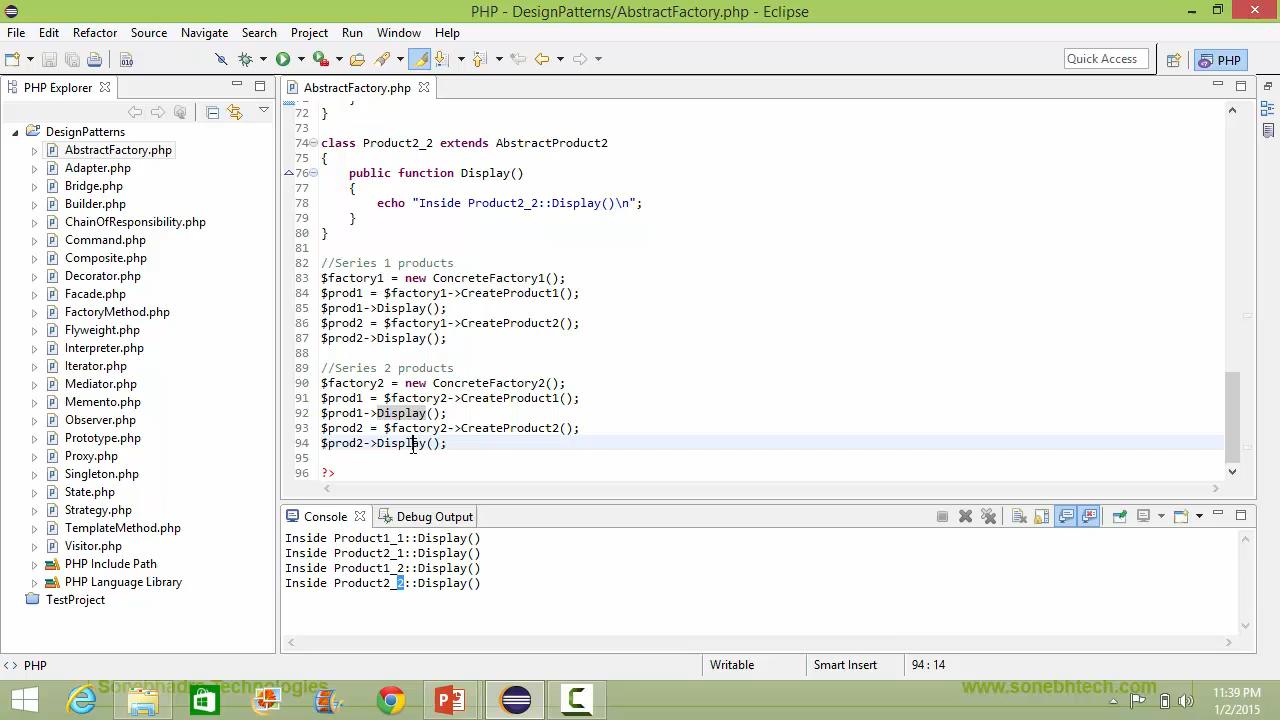 PHP - DesignPatterns/AbstractFactory.php - Eclipse
File Edit Refactor Source Navigate Search Project Run Window Help
Quick Access PHP
PHP Explorer
AbstractFactory.php
DesignPatterns
AbstractFactory.php
Adapter.php
Bridge.php
Builder.php
ChainOfResponsibility.php
Command.php
Composite.php
Decorator.php
Facade.php
FactoryMethod.php
Flyweight.php
Interpreter.php
Iterator.php
Mediator.php
Memento.php
Observer.php
Prototype.php
Proxy.php
Singleton.php
State.php
Strategy.php
TemplateMethod.php
Visitor.php
PHP Include Path
PHP Language Library
TestProject
72 }
73
74 class Product2_2 extends AbstractProduct2
75 {
76 public function Display()
77 {
78 echo "Inside Product2_2::Display()\n";
79 }
80 }
81
82 //Series 1 products
83 $factory1 = new ConcreteFactory1();
84 $prod1 = $factory1->CreateProduct1();
85 $prod1->Display();
86 $prod2 = $factory1->CreateProduct2();
87 $prod2->Display();
88
89 //Series 2 products
90 $factory2 = new ConcreteFactory2();
91 $prod1 = $factory2->CreateProduct1();
92 $prod1->Display();
93 $prod2 = $factory2->CreateProduct2();
94 $prod2->Display();
95
96 ?>
Console Debug Output
Inside Product1_1::Display()
Inside Product2_1::Display()
Inside Product1_2::Display()
Inside Product2_2::Display()
PHP Writable Smart Insert 94 : 14
Sonebhadra Technologies www.sonebhtech.com
11:39 PM
1/2/2015